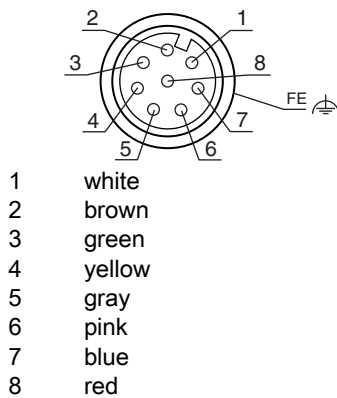 2 1
3 8
FE
4 7
5 6
1 white
2 brown
3 green
4 yellow
5 gray
6 pink
7 blue
8 red